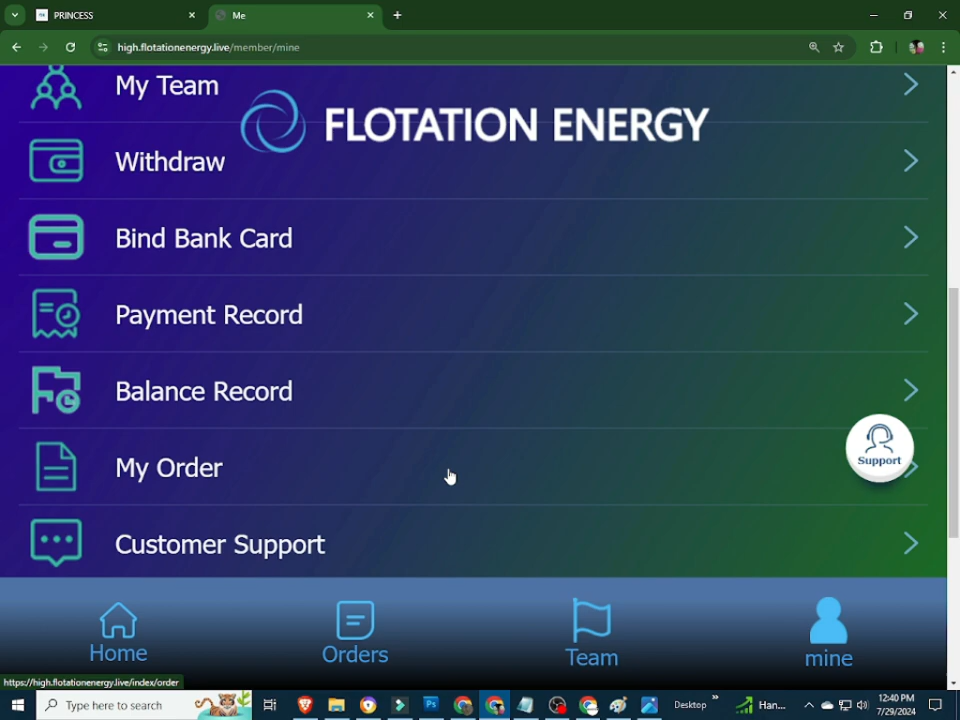 PRINCESS
Me
high.flotationenergy.live/member/mine
My Team
FLOTATION ENERGY
Withdraw
Bind Bank Card
Payment Record
Balance Record
My Order
Support
Customer Support
Home
Orders
Team
mine
https://high.flotationenergy.live/index/order
Type here to search
Ps
Desktop
Han...
12:40 PM
7/29/2024